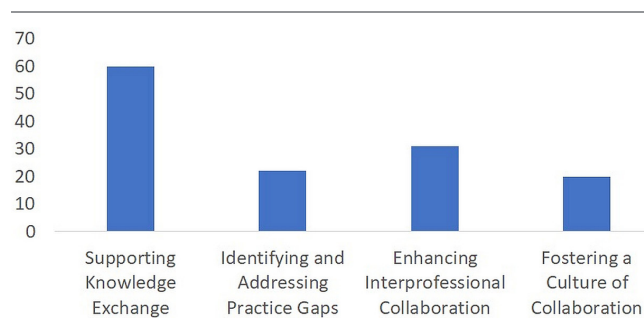 70
60
50
40
30
20
10
0
Supporting
Knowledge
Exchange
Identifying and
Addressing
Practice Gaps
Enhancing
Interprofessional
Collaboration
Fostering a
Culture of
Collaboration